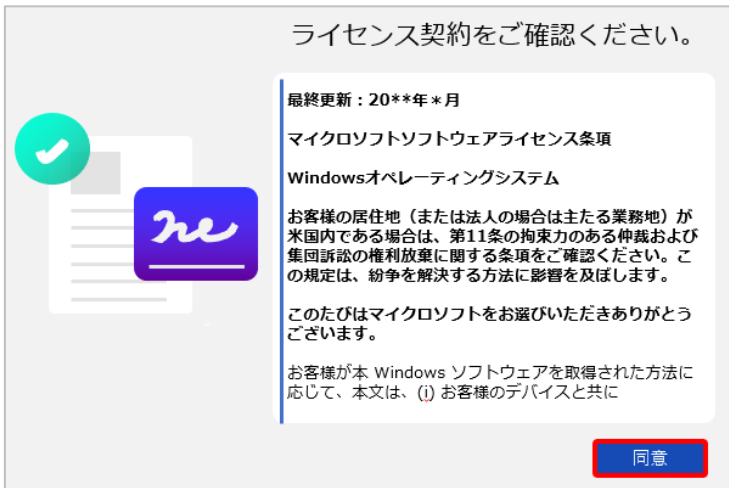 ライセンス契約をご確認ください。
最終更新：20**年＊月
マイクロソフトソフトウェアライセンス条項
Windowsオペレーティングシステム
お客様の居住地（または法人の場合は主たる業務地）が
米国内である場合は、第11条の拘束力のある仲裁および
集団訴訟の権利放棄に関する条項をご確認ください。こ
の規定は、紛争を解決する方法に影響を及ぼします。
このたびはマイクロソフトをお選びいただきありがとう
ございます。
お客様が本 Windows ソフトウェアを取得された方法に
応じて、本文は、(i) お客様のデバイスと共に
同意